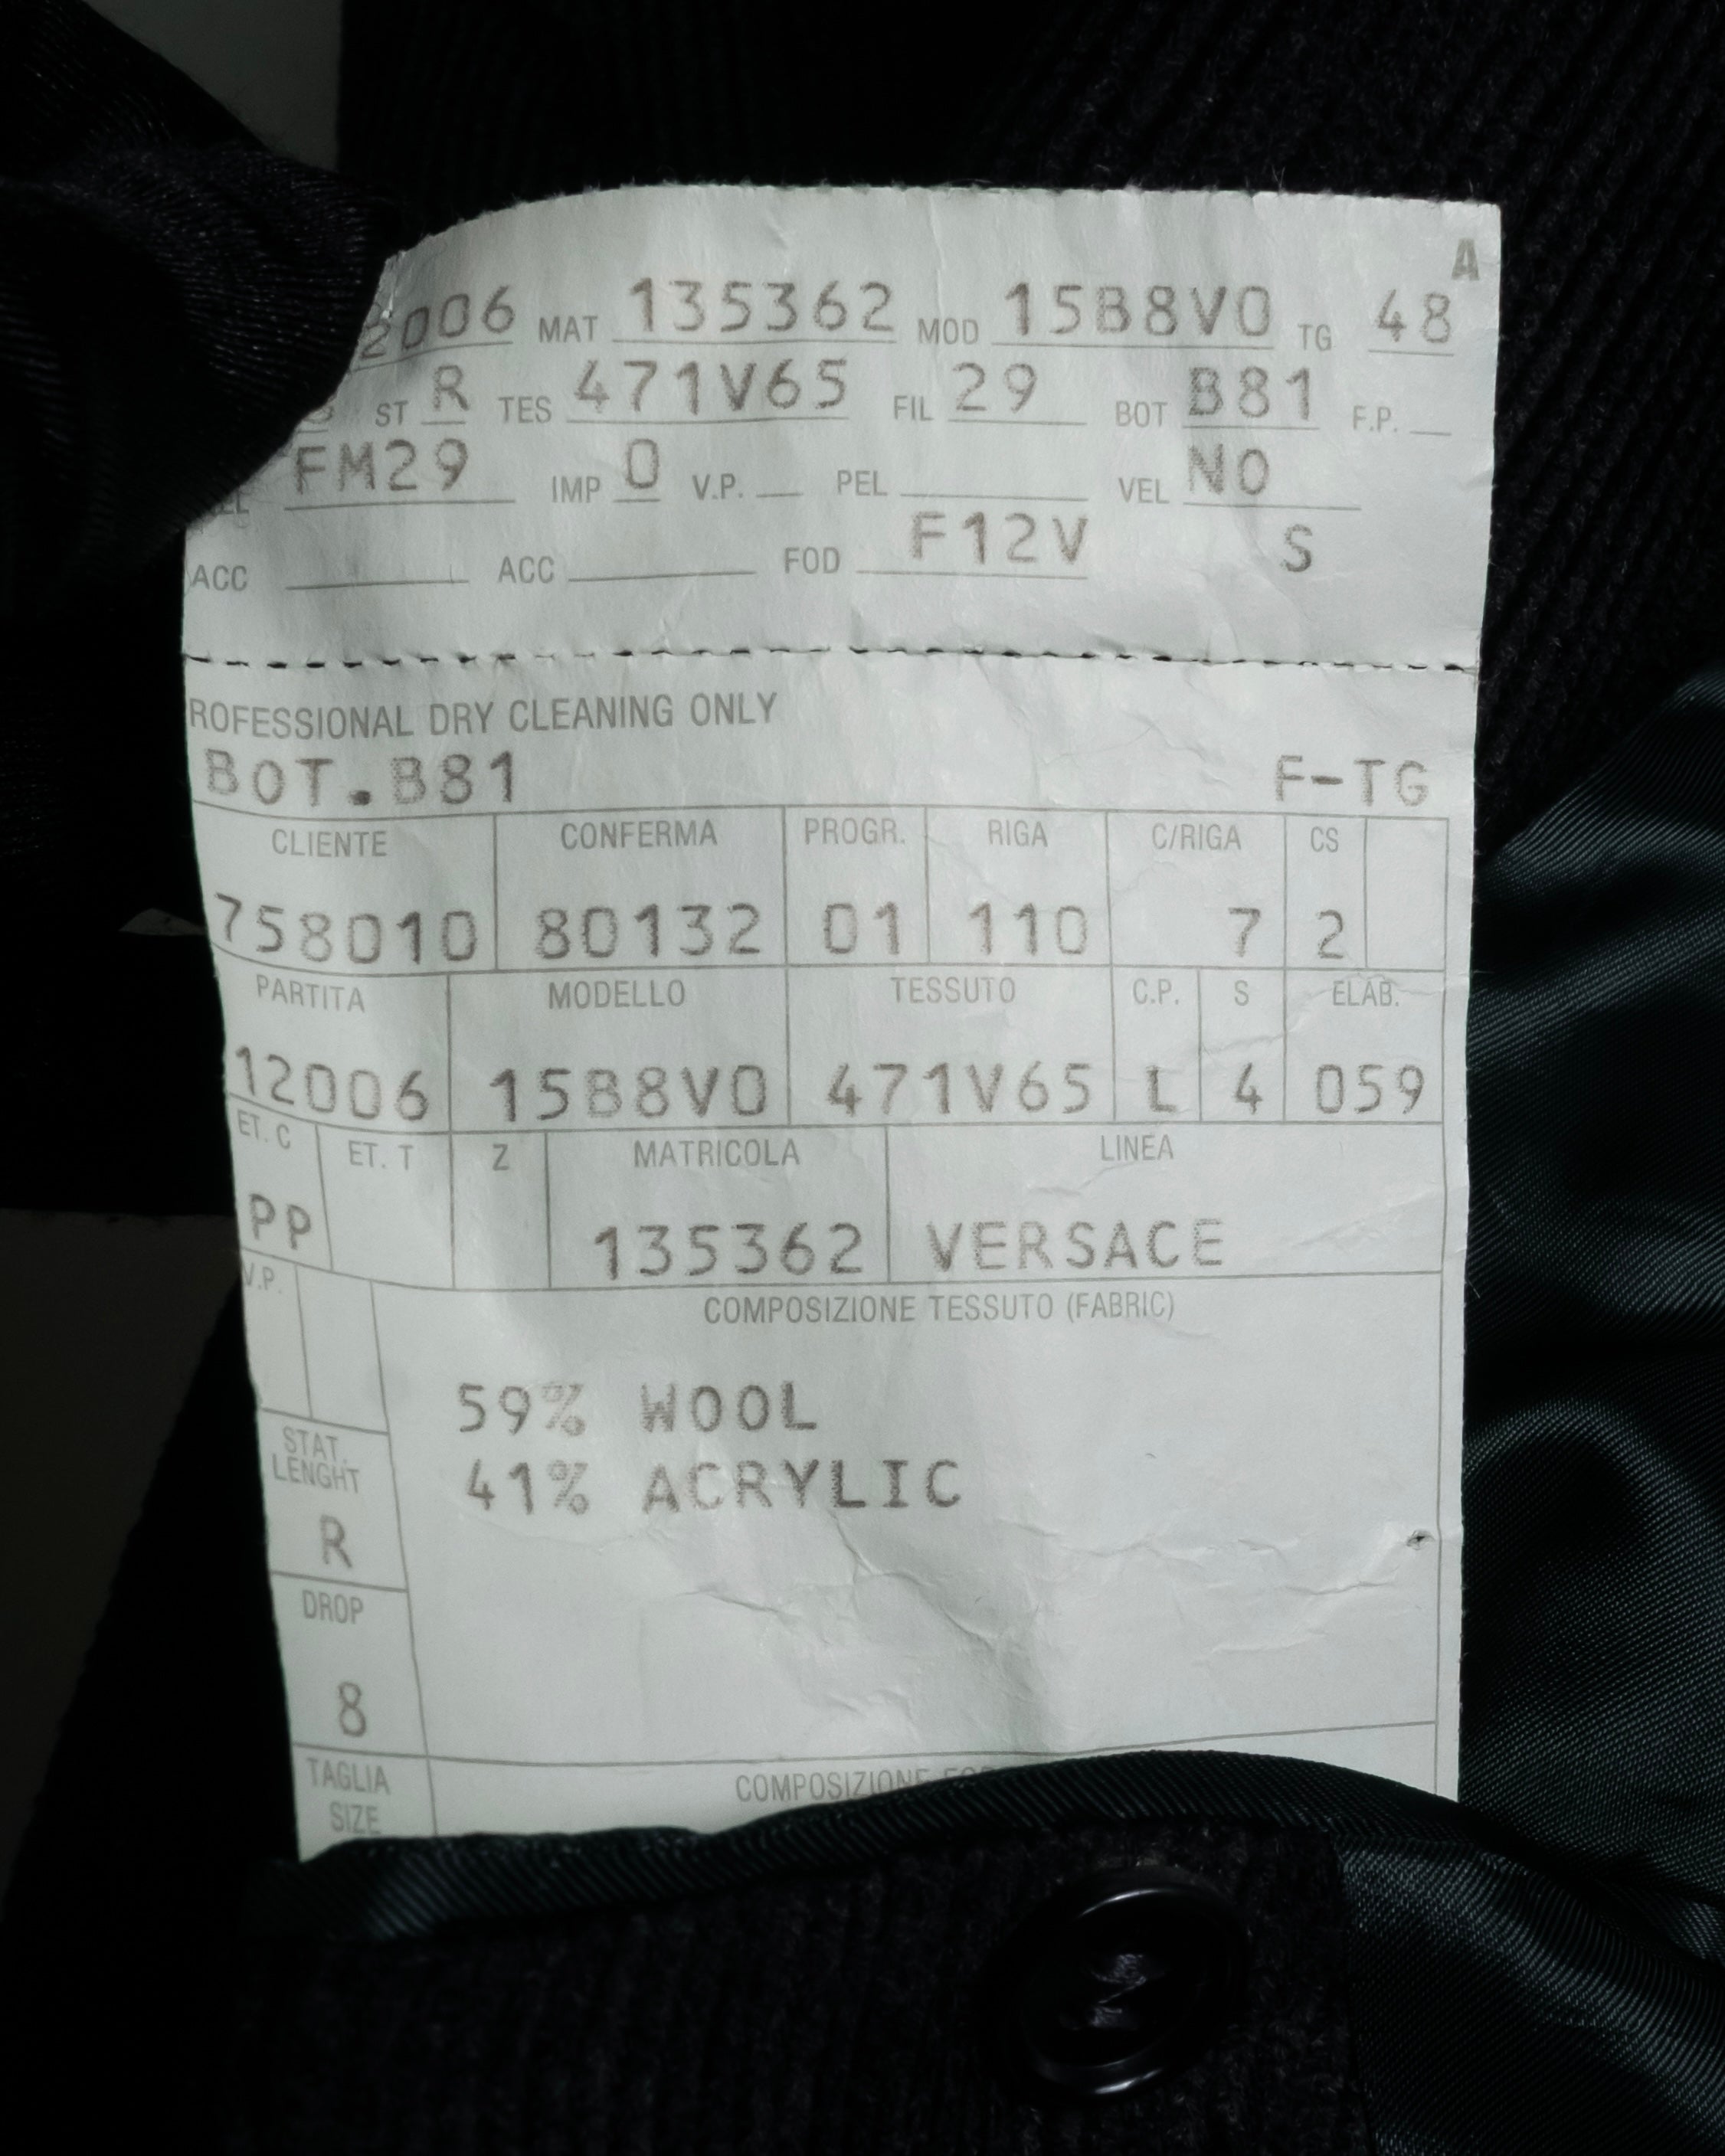 A
2006 MAT 135362 MOD 15B8V0 TG 48
ST R TES 471V65 FIL 29 BOT B81 F.P.
FM29 IMP 0 V.P. PEL VEL NO
ACC ACC FOD F12V S
ROFESSIONAL DRY CLEANING ONLY
BOT.B81 F-TG
CLIENTE CONFERMA PROGR. RIGA C/RIGA CS
758010 80132 01 110 7 2
PARTITA MODELLO TESSUTO C.P. S ELAB.
12006 15B8V0 471V65 L 4 059
ET. C ET. T Z MATRICOLA LINEA
PP 135362 VERSACE
V.P. COMPOSIZIONE TESSUTO (FABRIC)
59% WOOL
41% ACRYLIC
STAT.
LENGHT
R
DROP
8
TAGLIA COMPOSIZIONE
SIZE